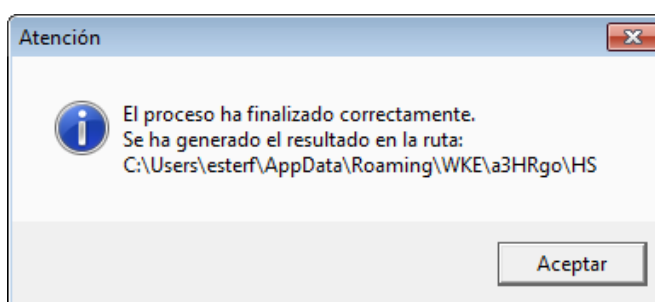 Atención
El proceso ha finalizado correctamente.
Se ha generado el resultado en la ruta:
C:\Users\esterf\AppData\Roaming\WKE\a3HRgo\HS
Aceptar